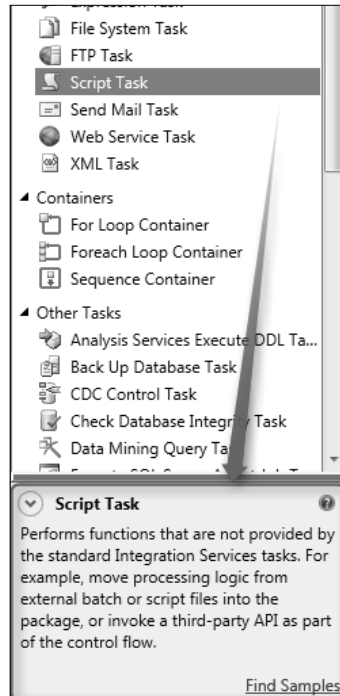 File System Task
FTP Task
Script Task
Send Mail Task
Web Service Task
XML Task
Containers
For Loop Container
Foreach Loop Container
Sequence Container
Other Tasks
Analysis Services Execute DDL Ta...
Back Up Database Task
CDC Control Task
Check Database Integrity Task
Data Mining Query Task
Script Task
Performs functions that are not provided by
the standard Integration Services tasks. For
example, move processing logic from
external batch or script files into the
package, or invoke a third-party API as part
of the control flow.
Find Samples